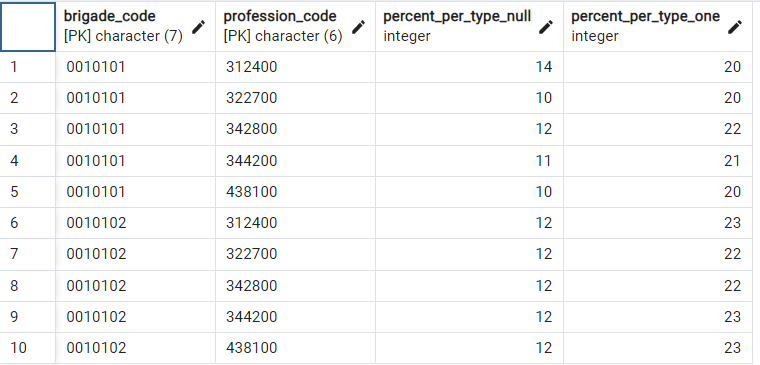 brigade_code profession_code percent_per_type_null percent_per_type_one
[PK] character (7) [PK] character (6) integer integer
1 0010101 312400 14 20
2 0010101 322700 10 20
3 0010101 342800 12 22
4 0010101 344200 11 21
5 0010101 438100 10 20
6 0010102 312400 12 23
7 0010102 322700 12 22
8 0010102 342800 12 22
9 0010102 344200 12 23
10 0010102 438100 12 23